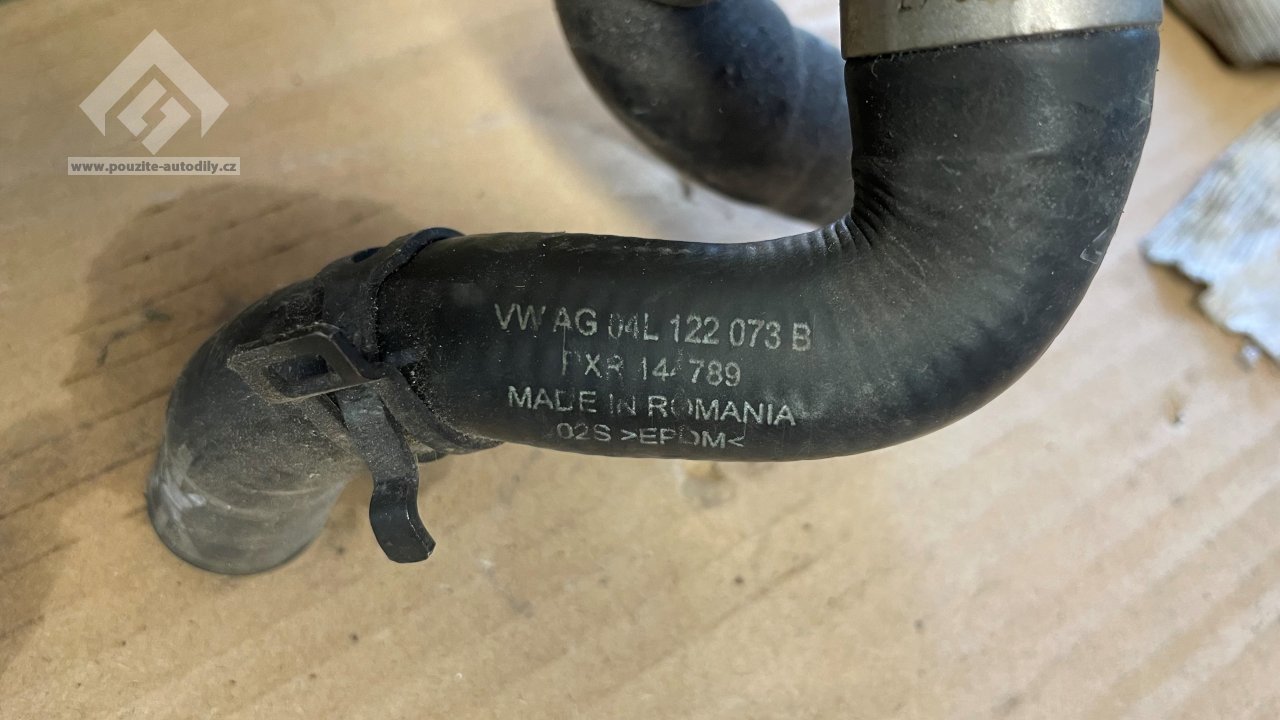 www.pouzite-autodily.cz
VW AG 04L 122 073 B
MADE IN ROMANIA
02S >EPDM<